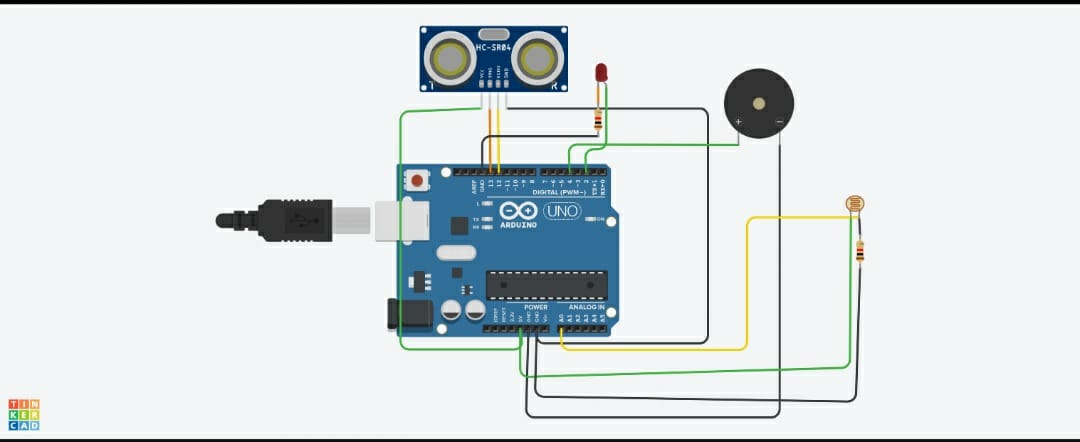 HC-SR04
VCC
TRIG
ECHO
GND
T
R
+
−
AREF
GND
13
12
~11
~10
~9
8
7
~6
~5
4
~3
2
TX→1
RX←0
DIGITAL (PWM~)
L
TX
RX
UNO
ON
ARDUINO
POWER
ANALOG IN
IOREF
RESET
3.3V
5V
GND
GND
Vin
A0
A1
A2
A3
A4
A5
TIN
KER
CAD